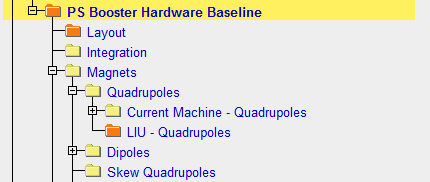 PS Booster Hardware Baseline
Layout
Integration
Magnets
Quadrupoles
Current Machine - Quadrupoles
LIU - Quadrupoles
Dipoles
Skew Quadrupoles